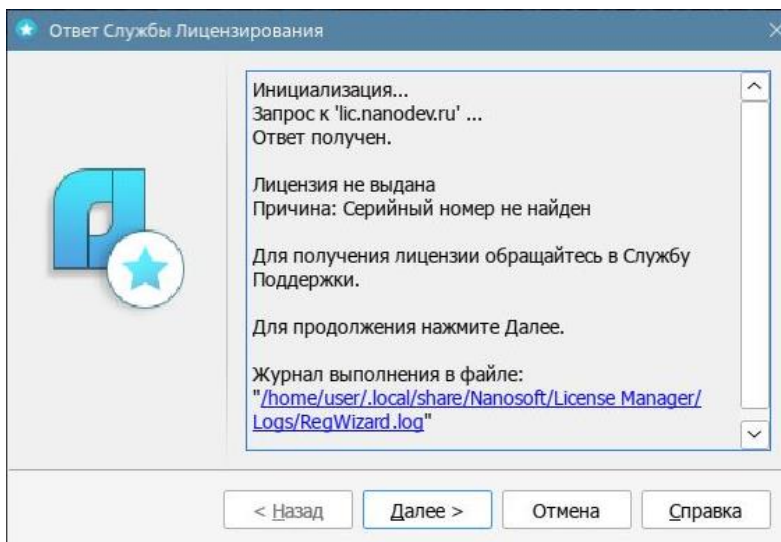 Ответ Службы Лицензирования
Инициализация...
Запрос к 'lic.nanodev.ru' ...
Ответ получен.
Лицензия не выдана
Причина: Серийный номер не найден
Для получения лицензии обращайтесь в Службу
Поддержки.
Для продолжения нажмите Далее.
Журнал выполнения в файле:
"/home/user/.local/share/Nanosoft/License Manager/
Logs/RegWizard.log"
< Назад
Далее >
Отмена
Справка